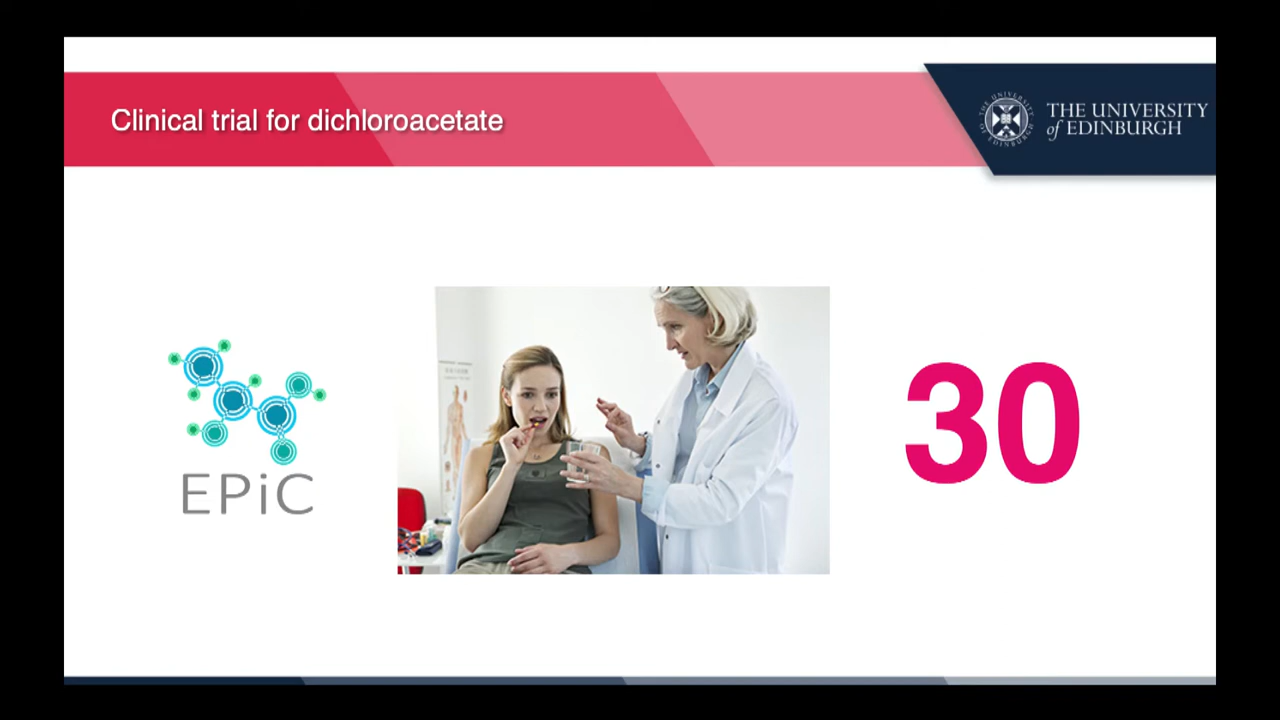 Clinical trial for dichloroacetate
THE UNIVERSITY
of EDINBURGH
EPiC
30